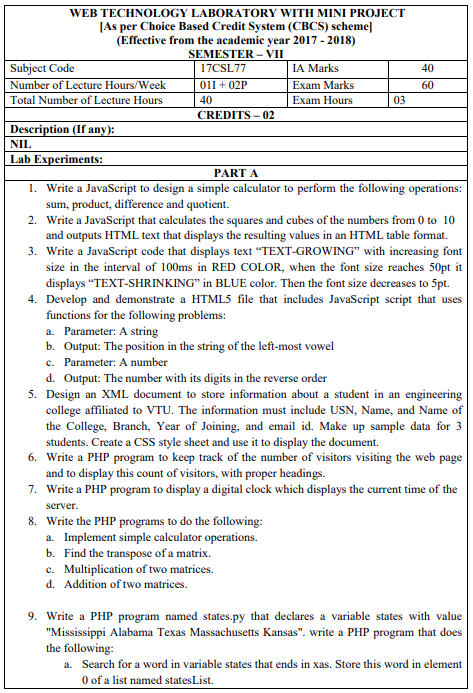 WEB TECHNOLOGY LABORATORY WITH MINI PROJECT
[As per Choice Based Credit System (CBCS) scheme]
(Effective from the academic year 2017 - 2018)
SEMESTER – VII
Subject Code 17CSL77 IA Marks 40
Number of Lecture Hours/Week 01I + 02P Exam Marks 60
Total Number of Lecture Hours 40 Exam Hours 03
CREDITS – 02
Description (If any):
NIL
Lab Experiments:
PART A
1. Write a JavaScript to design a simple calculator to perform the following operations:
sum, product, difference and quotient.
2. Write a JavaScript that calculates the squares and cubes of the numbers from 0 to 10
and outputs HTML text that displays the resulting values in an HTML table format.
3. Write a JavaScript code that displays text “TEXT-GROWING” with increasing font
size in the interval of 100ms in RED COLOR, when the font size reaches 50pt it
displays “TEXT-SHRINKING” in BLUE color. Then the font size decreases to 5pt.
4. Develop and demonstrate a HTML5 file that includes JavaScript script that uses
functions for the following problems:
a. Parameter: A string
b. Output: The position in the string of the left-most vowel
c. Parameter: A number
d. Output: The number with its digits in the reverse order
5. Design an XML document to store information about a student in an engineering
college affiliated to VTU. The information must include USN, Name, and Name of
the College, Branch, Year of Joining, and email id. Make up sample data for 3
students. Create a CSS style sheet and use it to display the document.
6. Write a PHP program to keep track of the number of visitors visiting the web page
and to display this count of visitors, with proper headings.
7. Write a PHP program to display a digital clock which displays the current time of the
server.
8. Write the PHP programs to do the following:
a. Implement simple calculator operations.
b. Find the transpose of a matrix.
c. Multiplication of two matrices.
d. Addition of two matrices.
9. Write a PHP program named states.py that declares a variable states with value
"Mississippi Alabama Texas Massachusetts Kansas". write a PHP program that does
the following:
a. Search for a word in variable states that ends in xas. Store this word in element
0 of a list named statesList.